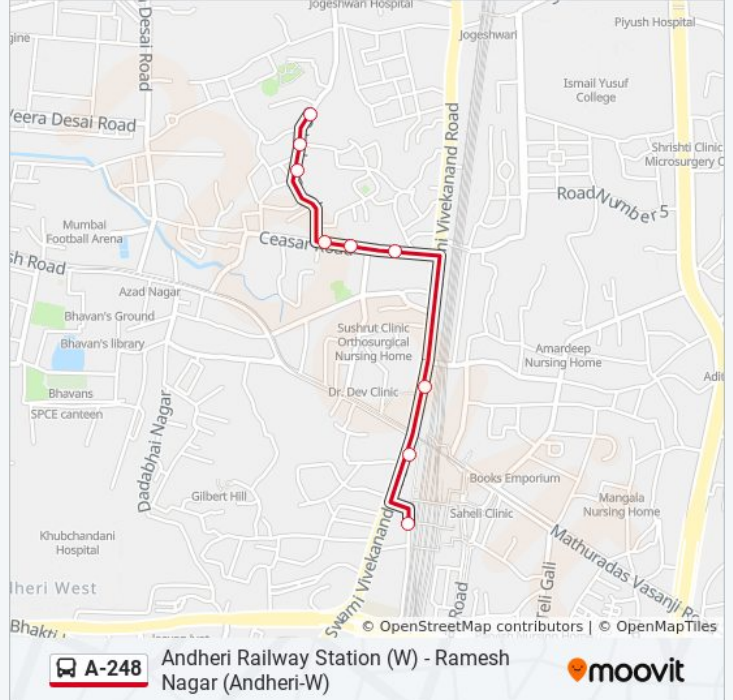 Jogeshwari Hospital
Desai Road
Piyush Hospital
Jogeshwari
gine
Ismail Yusuf
College
Veera Desai Road
Shrishti Clinic
Microsurgery C
Swami Vivekanand Road
Road Number 5
Mumbai
Football Arena
Ceasar Road
sh Road
Azad Nagar
Bhavan's Ground
Bhavan's library
Sushrut Clinic
Orthosurgical
Nursing Home
Amardeep
Nursing Home
Adit
Bhavans
SPCE canteen
Dr. Dev Clinic
Dadabhai Nagar
Books Emporium
Gilbert Hill
Mangala
Nursing Home
Saheli Clinic
Khubchandani
Hospital
Mathuradas Vasanji Ro
Swami Vivekanand
Teli Gali
Road
dheri West
Bhakti
© OpenStreetMap contributors | © OpenMapTiles
A-248
Andheri Railway Station (W) - Ramesh
Nagar (Andheri-W)
moovit